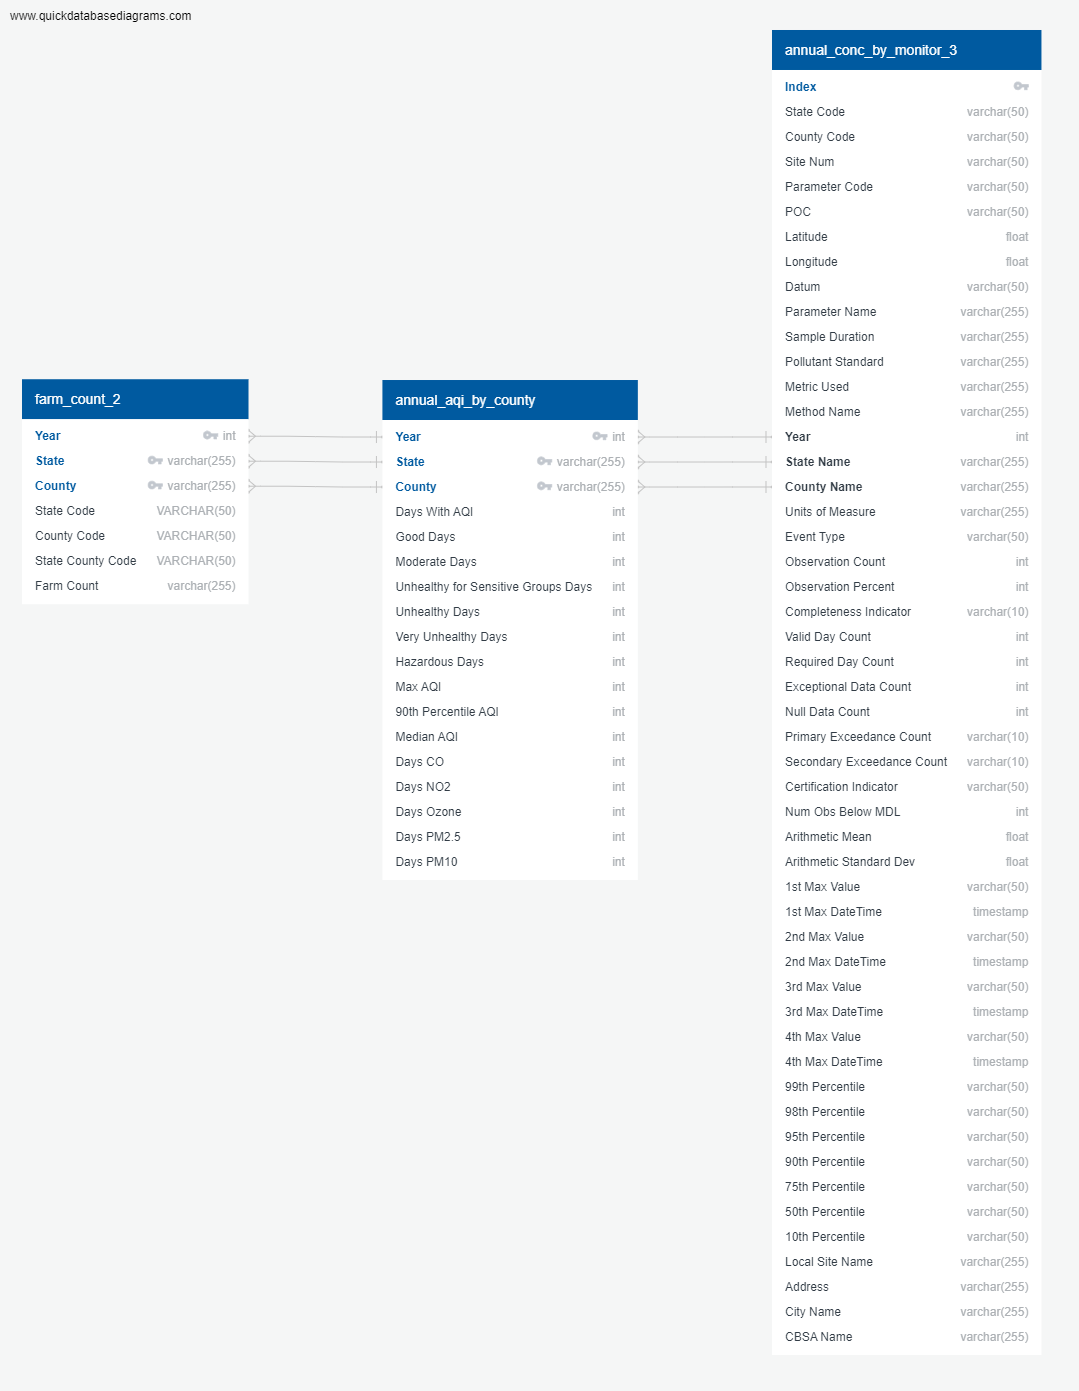 www.quickdatabasediagrams.com
farm_count_2
Year int
State varchar(255)
County varchar(255)
State Code VARCHAR(50)
County Code VARCHAR(50)
State County Code VARCHAR(50)
Farm Count varchar(255)
annual_aqi_by_county
Year int
State varchar(255)
County varchar(255)
Days With AQI int
Good Days int
Moderate Days int
Unhealthy for Sensitive Groups Days int
Unhealthy Days int
Very Unhealthy Days int
Hazardous Days int
Max AQI int
90th Percentile AQI int
Median AQI int
Days CO int
Days NO2 int
Days Ozone int
Days PM2.5 int
Days PM10 int
annual_conc_by_monitor_3
Index
State Code varchar(50)
County Code varchar(50)
Site Num varchar(50)
Parameter Code varchar(50)
POC varchar(50)
Latitude float
Longitude float
Datum varchar(50)
Parameter Name varchar(255)
Sample Duration varchar(255)
Pollutant Standard varchar(255)
Metric Used varchar(255)
Method Name varchar(255)
Year int
State Name varchar(255)
County Name varchar(255)
Units of Measure varchar(255)
Event Type varchar(50)
Observation Count int
Observation Percent int
Completeness Indicator varchar(10)
Valid Day Count int
Required Day Count int
Exceptional Data Count int
Null Data Count int
Primary Exceedance Count varchar(10)
Secondary Exceedance Count varchar(10)
Certification Indicator varchar(50)
Num Obs Below MDL int
Arithmetic Mean float
Arithmetic Standard Dev float
1st Max Value varchar(50)
1st Max DateTime timestamp
2nd Max Value varchar(50)
2nd Max DateTime timestamp
3rd Max Value varchar(50)
3rd Max DateTime timestamp
4th Max Value varchar(50)
4th Max DateTime timestamp
99th Percentile varchar(50)
98th Percentile varchar(50)
95th Percentile varchar(50)
90th Percentile varchar(50)
75th Percentile varchar(50)
50th Percentile varchar(50)
10th Percentile varchar(50)
Local Site Name varchar(255)
Address varchar(255)
City Name varchar(255)
CBSA Name varchar(255)